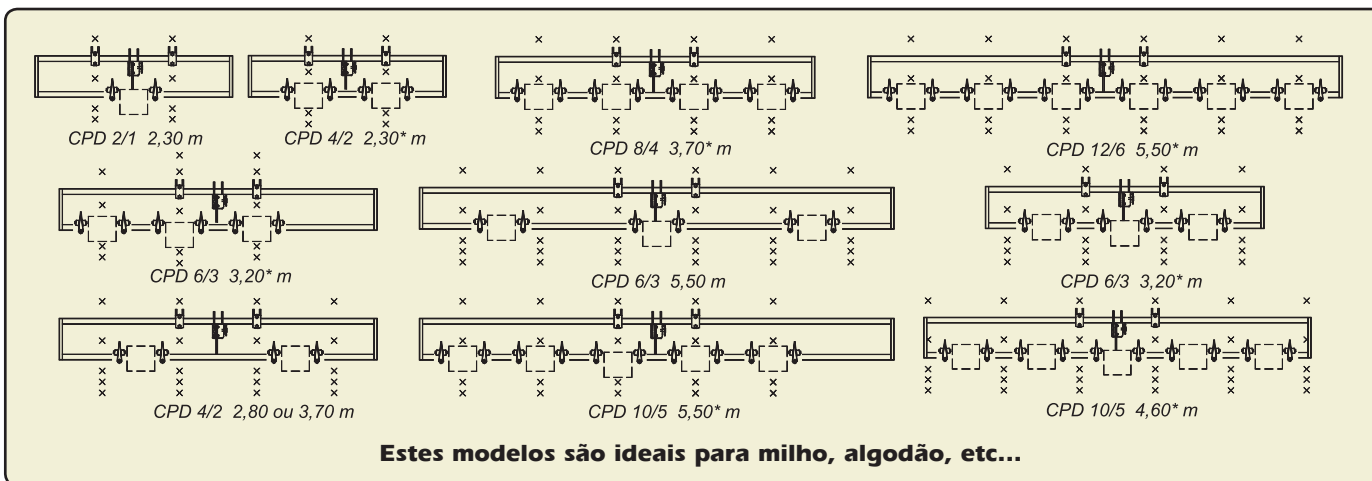 CPD 2/1 2,30 m
CPD 4/2 2,30* m
CPD 8/4 3,70* m
CPD 12/6 5,50* m
CPD 6/3 3,20* m
CPD 6/3 5,50 m
CPD 6/3 3,20* m
CPD 4/2 2,80 ou 3,70 m
CPD 10/5 5,50* m
CPD 10/5 4,60* m
Estes modelos são ideais para milho, algodão, etc...